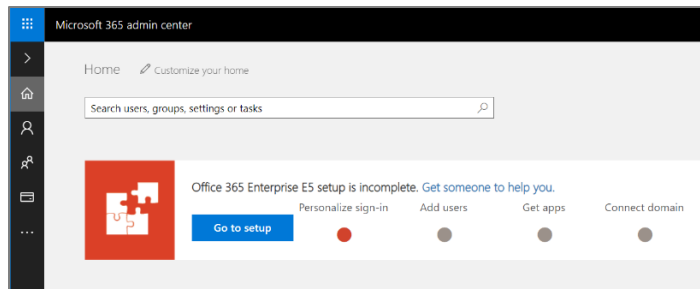 Microsoft 365 admin center
Home Customize your home
Search users, groups, settings or tasks
Office 365 Enterprise E5 setup is incomplete. Get someone to help you.
Go to setup
Personalize sign-in Add users Get apps Connect domain